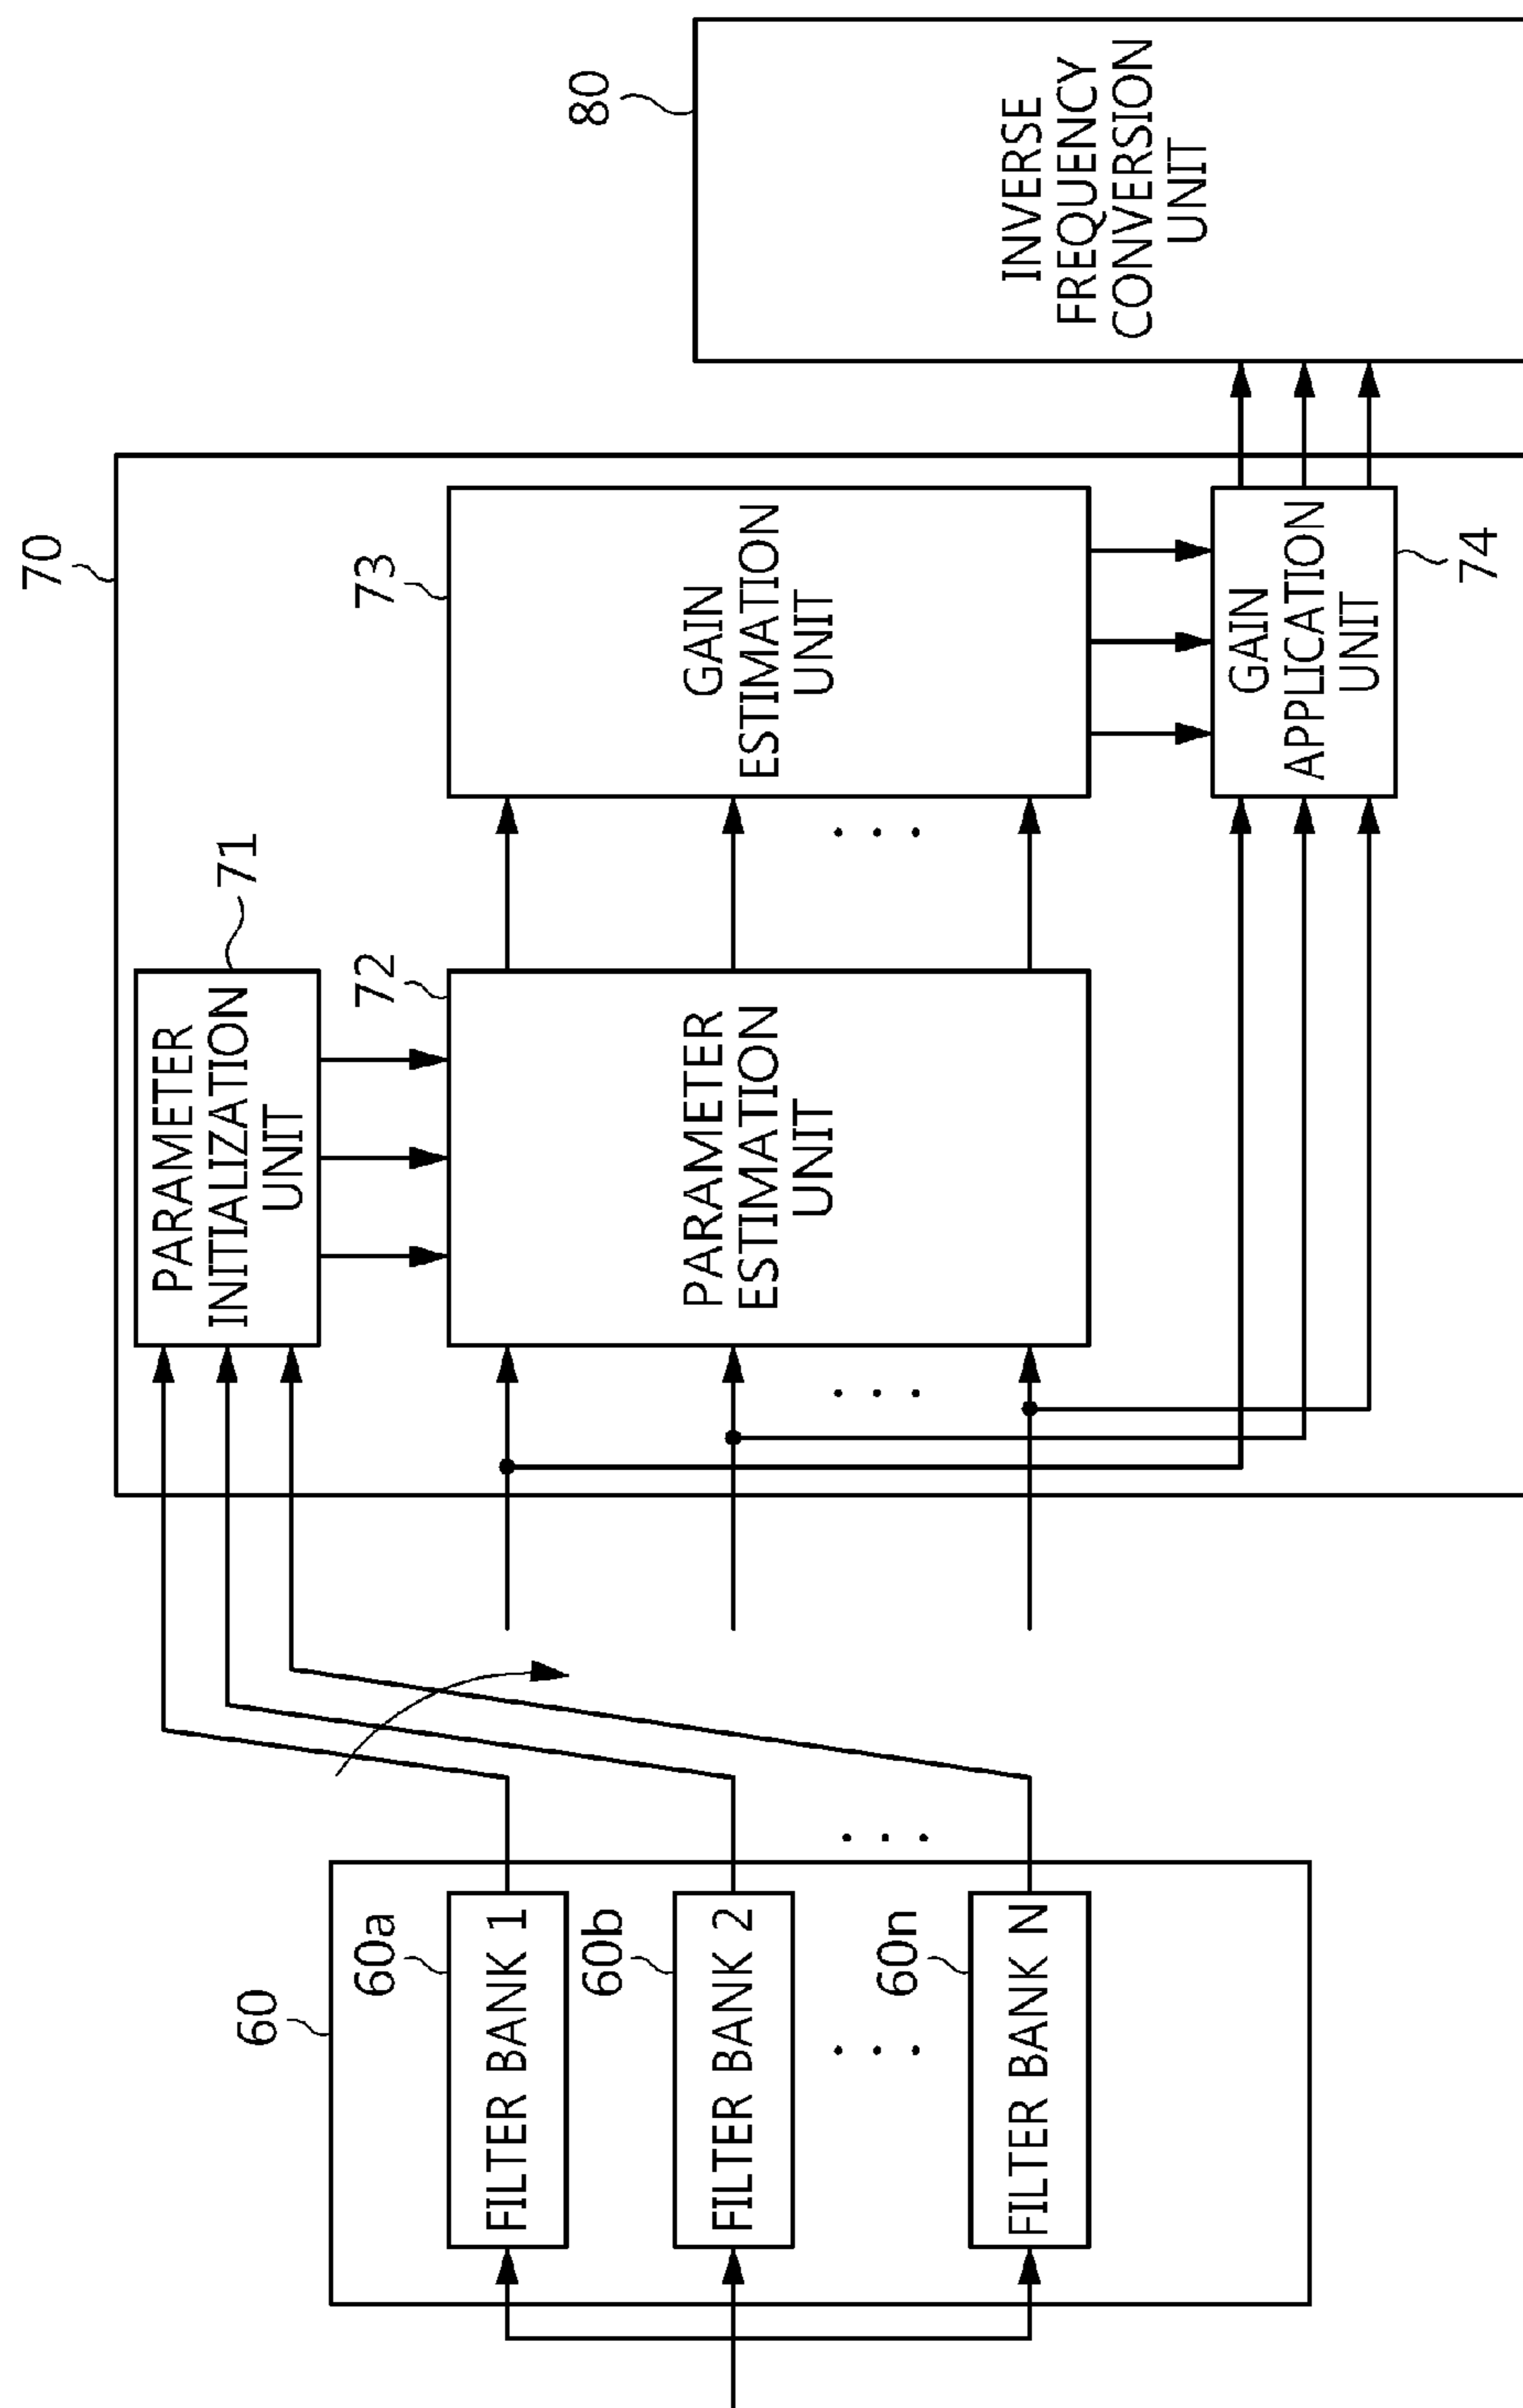 60
60a
FILTER BANK 1
60b
FILTER BANK 2
. . .
60n
FILTER BANK N
. . .
70
71
PARAMETER
INITIALIZATION
UNIT
72
PARAMETER
ESTIMATION
UNIT
. . .
73
GAIN
ESTIMATION
UNIT
. . .
GAIN
APPLICATION
UNIT
74
80
INVERSE
FREQUENCY
CONVERSION
UNIT